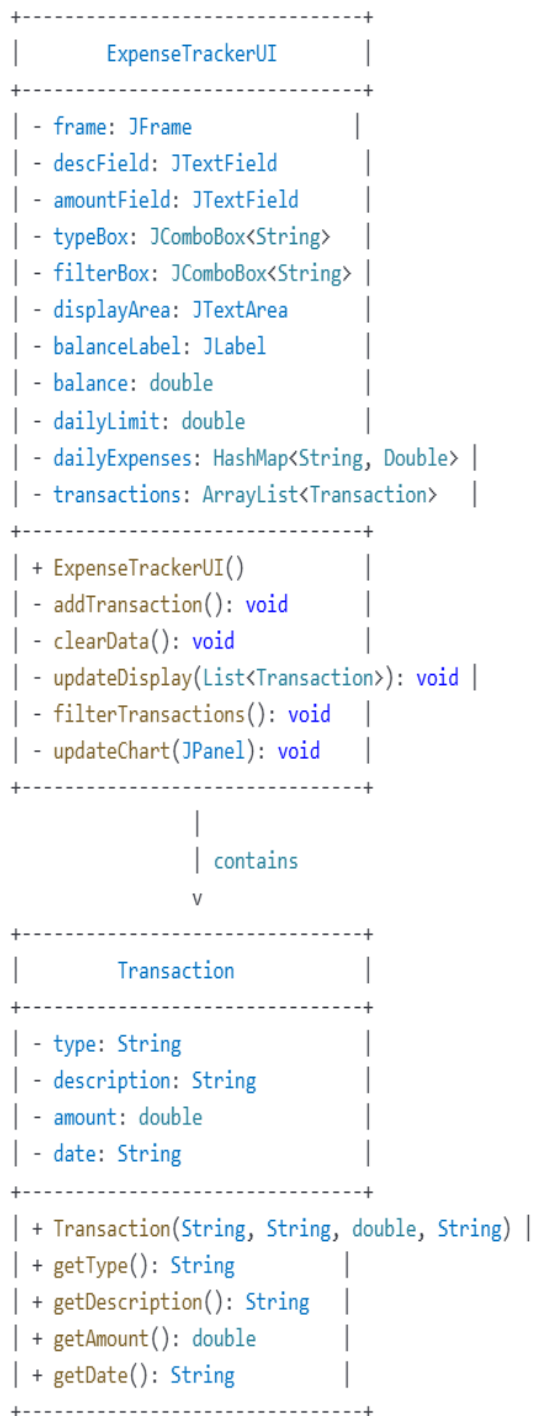 +--------------------------------+
|        ExpenseTrackerUI        |
+--------------------------------+
| - frame: JFrame               |
| - descField: JTextField        |
| - amountField: JTextField      |
| - typeBox: JComboBox<String>   |
| - filterBox: JComboBox<String> |
| - displayArea: JTextArea       |
| - balanceLabel: JLabel         |
| - balance: double              |
| - dailyLimit: double           |
| - dailyExpenses: HashMap<String, Double> |
| - transactions: ArrayList<Transaction>   |
+--------------------------------+
| + ExpenseTrackerUI()           |
| - addTransaction(): void       |
| - clearData(): void            |
| - updateDisplay(List<Transaction>): void |
| - filterTransactions(): void   |
| - updateChart(JPanel): void    |
+--------------------------------+
                 |
                 | contains
                 v
+--------------------------------+
|         Transaction            |
+--------------------------------+
| - type: String                 |
| - description: String          |
| - amount: double               |
| - date: String                 |
+--------------------------------+
| + Transaction(String, String, double, String) |
| + getType(): String          |
| + getDescription(): String   |
| + getAmount(): double        |
| + getDate(): String          |
+--------------------------------+